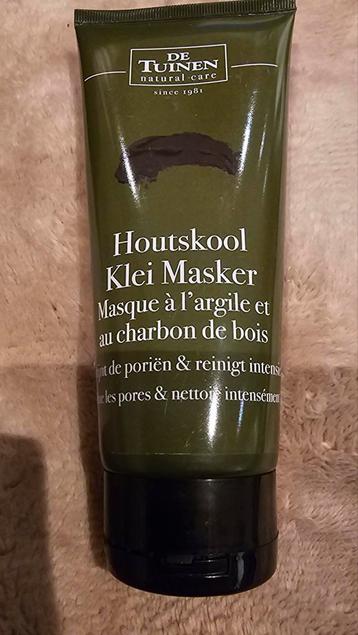 DE
TUINEN
natural care
since 1981
Houtskool
Klei Masker
Masque à l'argile et
au charbon de bois
de poriën & reinigt
les pores & nettoie intensément